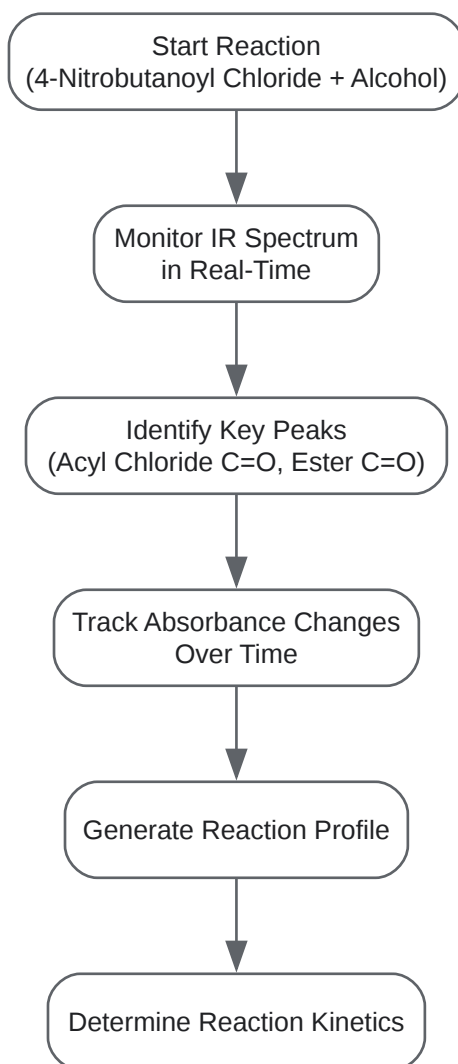 Start Reaction
(4-Nitrobutanoyl Chloride + Alcohol)
Monitor IR Spectrum
in Real-Time
Identify Key Peaks
(Acyl Chloride C=O, Ester C=O)
Track Absorbance Changes
Over Time
Generate Reaction Profile
Determine Reaction Kinetics